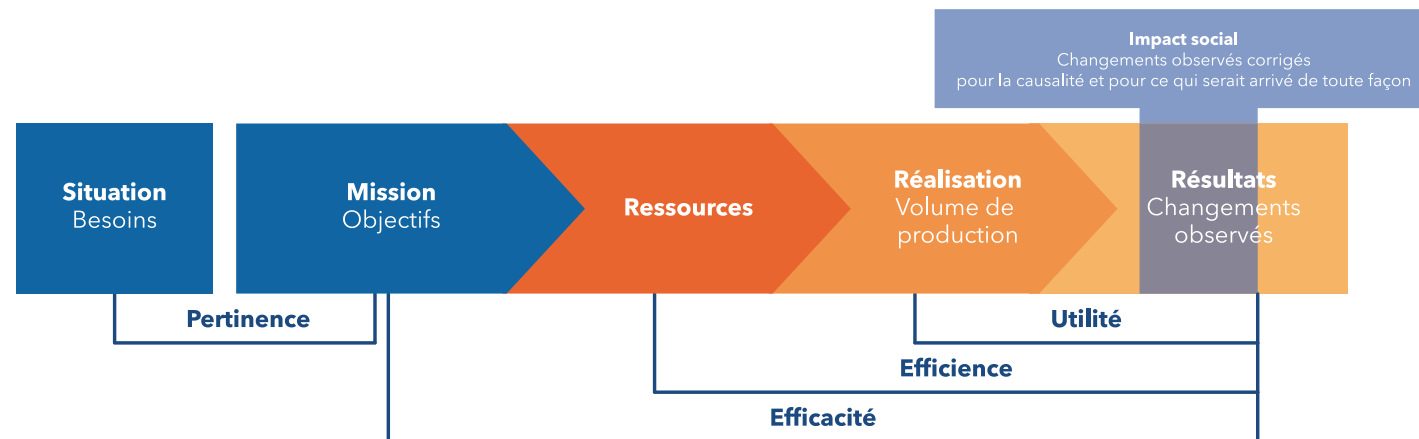 Impact social
Changements observés corrigés
pour la causalité et pour ce qui serait arrivé de toute façon
Situation
Besoins
Mission
Objectifs
Ressources
Réalisation
Volume de
production
Résultats
Changements
observés
Pertinence
Utilité
Efficience
Efficacité